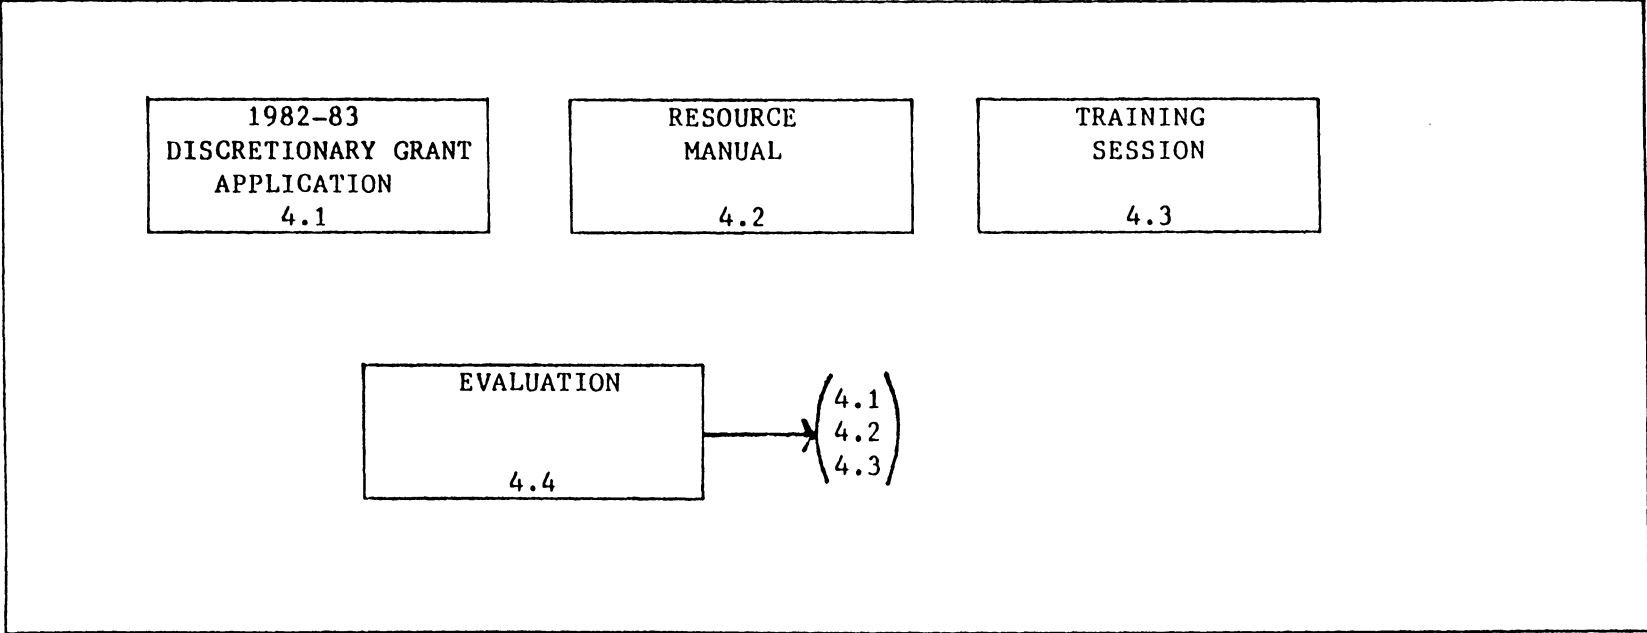 1982-83
DISCRETIONARY GRANT
APPLICATION
4.1
RESOURCE
MANUAL
4.2
TRAINING
SESSION
4.3
EVALUATION
4.4
4.1
4.2
4.3